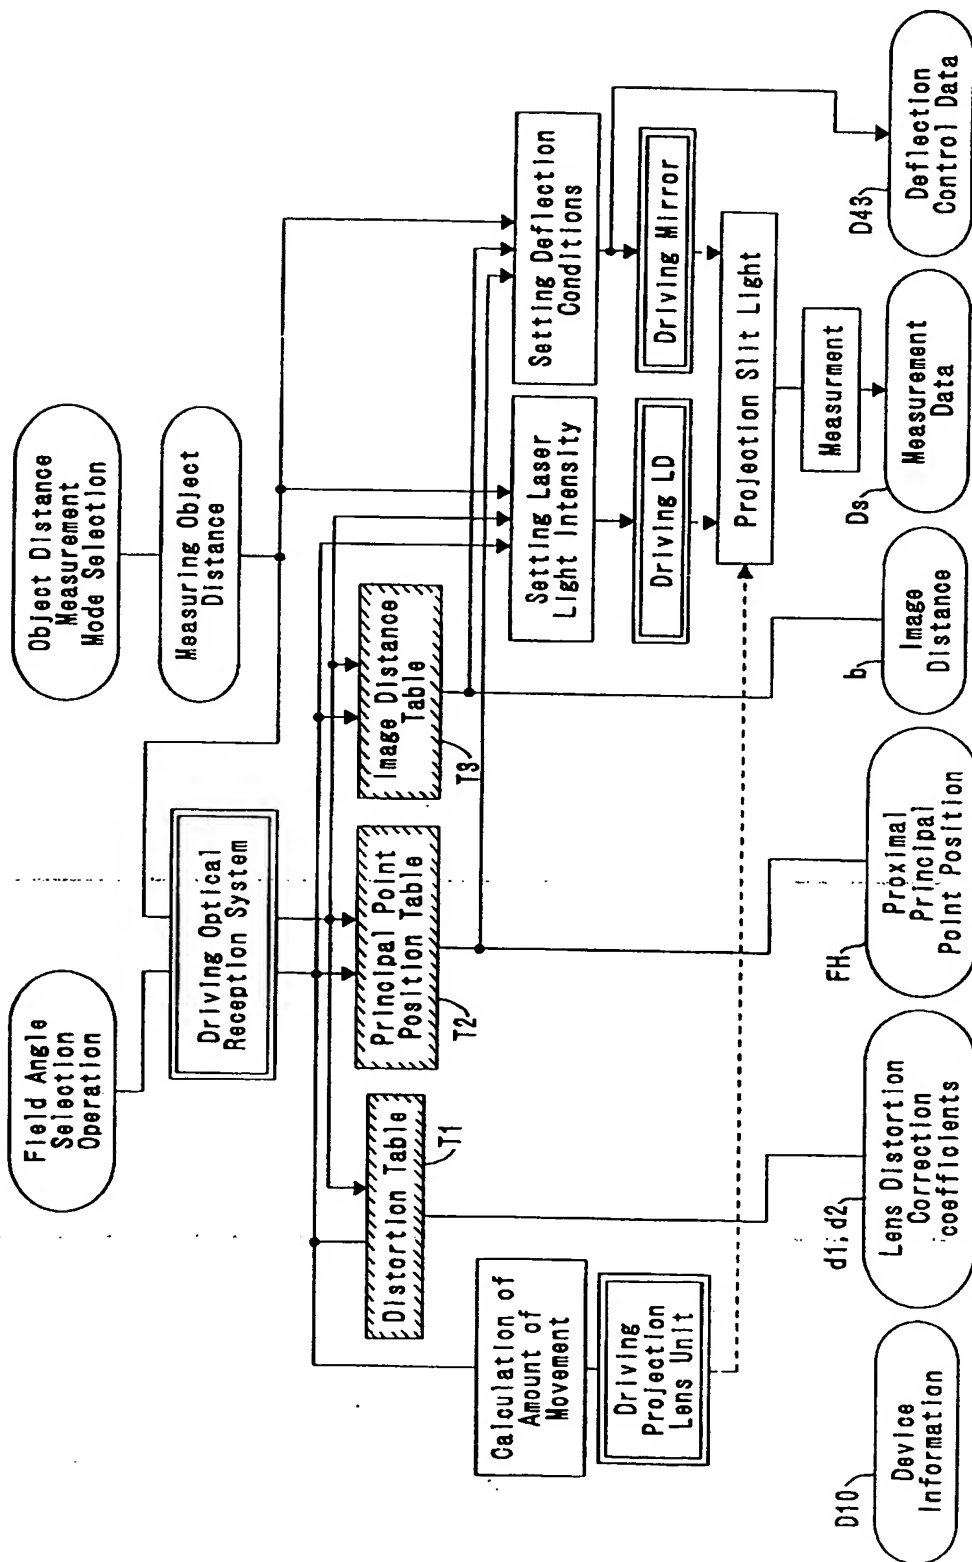 Field Angle
Selection
Operation
Object Distance
Measurement
Mode Selection
Measuring Object
Distance
Driving Optical
Reception System
Distortion Table
T1
Principal Point
Position Table
T2
Image Distance
Table
T3
Calculation of
Amount of
Movement
Setting Laser
Light Intensity
Setting Deflection
Conditions
Driving
Projection
Lens Unit
Driving LD
Driving Mirror
Projection Slit Light
Measurment
D10
Device
Information
d1, d2
Lens Distortion
Correction
coefficients
FH
Proximal
Principal
Point Position
b
Image
Distance
Ds
Measurement
Data
D43
Deflection
Control Data